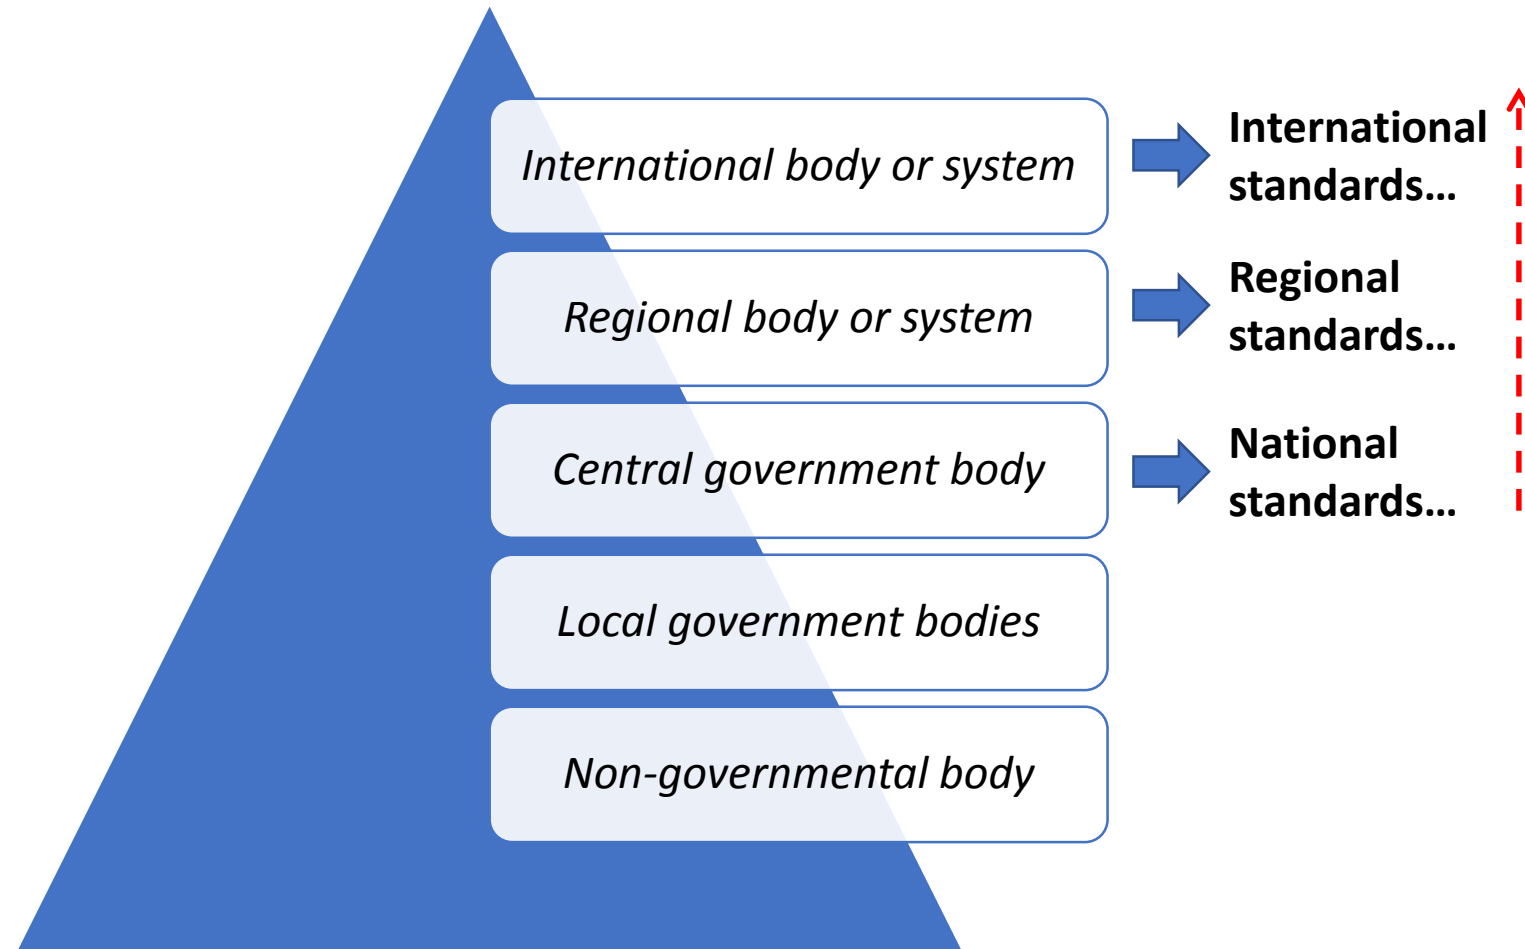 International body or system
International
standards...
Regional body or system
Regional
standards...
Central government body
National
standards...
Local government bodies
Non-governmental body